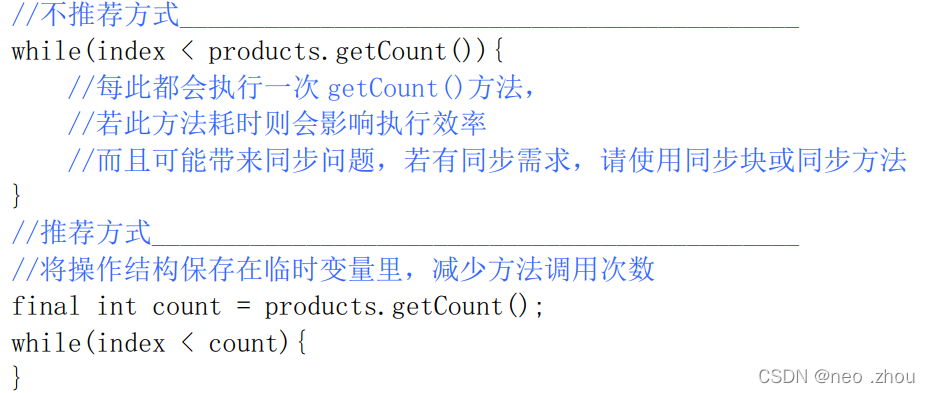 //不推荐方式____________________________________________
while(index < products.getCount()){
    //每此都会执行一次 getCount()方法,
    //若此方法耗时则会影响执行效率
    //而且可能带来同步问题，若有同步需求，请使用同步块或同步方法
}
//推荐方式______________________________________________
//将操作结构保存在临时变量里，减少方法调用次数
final int count = products.getCount();
while(index < count){
}
CSDN @neo .zhou